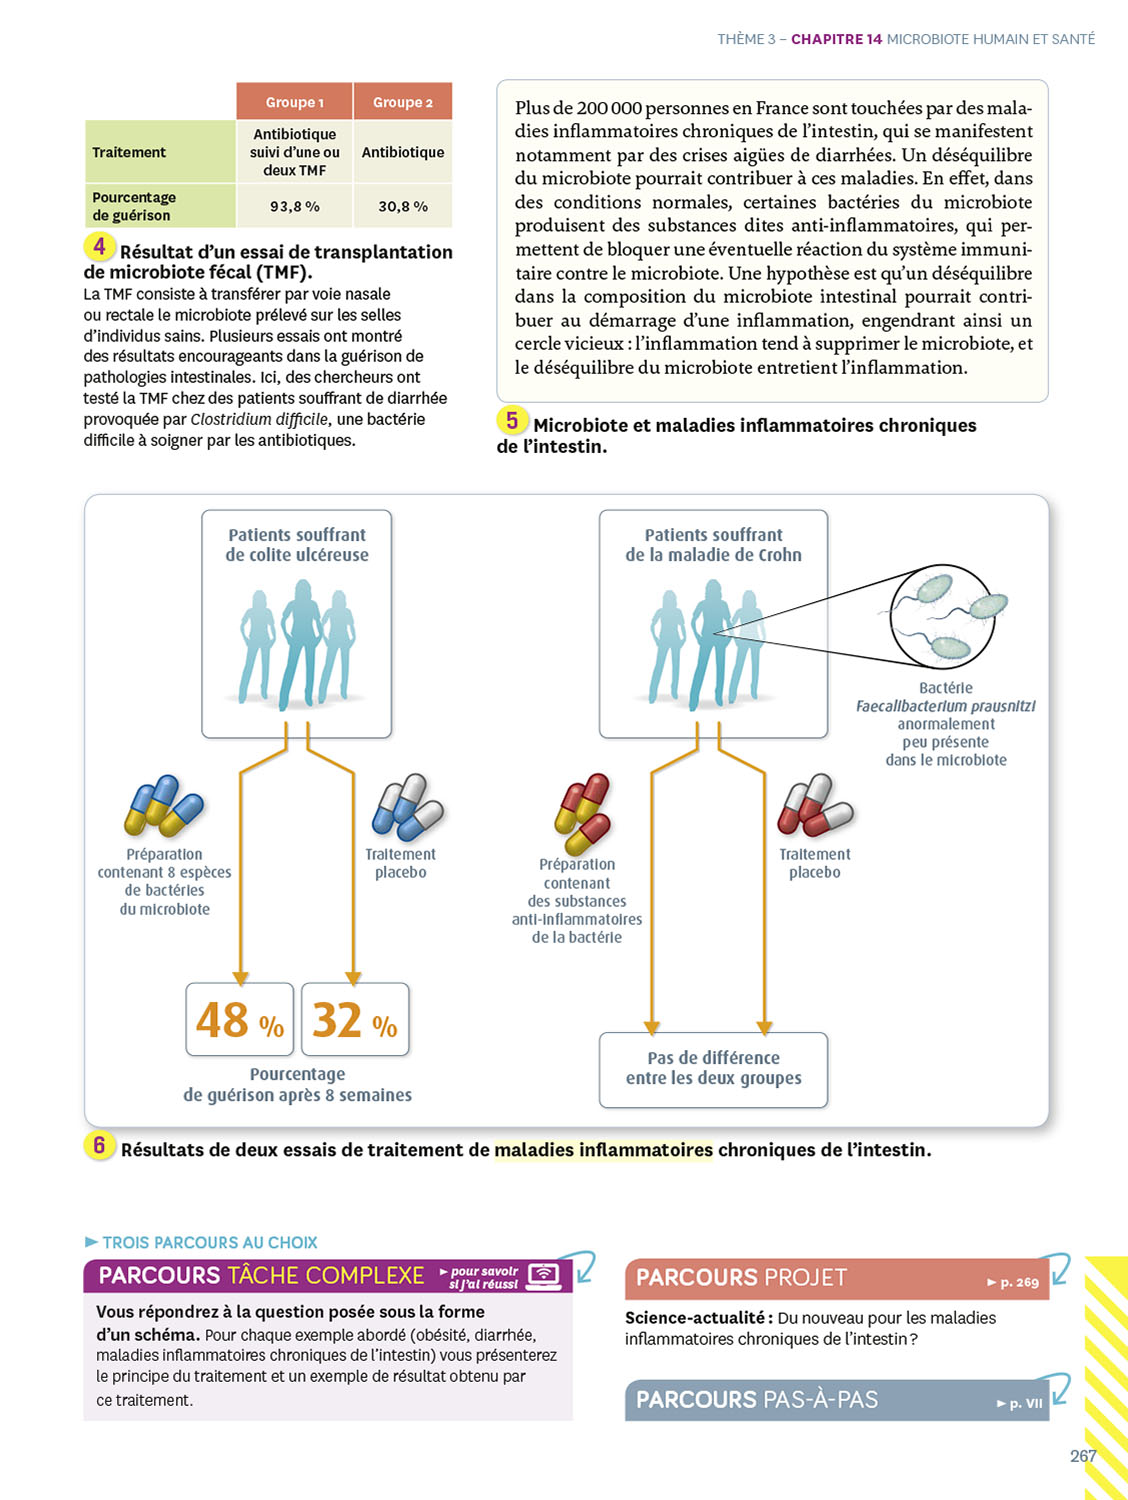 THÈME 3 – CHAPITRE 14 MICROBIOTE HUMAIN ET SANTÉ
Groupe 1 Groupe 2
Traitement Antibiotique suivi d'une ou deux TMF Antibiotique
Pourcentage de guérison 93,8 % 30,8 %
4 Résultat d'un essai de transplantation
de microbiote fécal (TMF).
La TMF consiste à transférer par voie nasale
ou rectale le microbiote prélevé sur les selles
d'individus sains. Plusieurs essais ont montré
des résultats encourageants dans la guérison de
pathologies intestinales. Ici, des chercheurs ont
testé la TMF chez des patients souffrant de diarrhée
provoquée par Clostridium difficile, une bactérie
difficile à soigner par les antibiotiques.
Plus de 200 000 personnes en France sont touchées par des mala-
dies inflammatoires chroniques de l'intestin, qui se manifestent
notamment par des crises aigües de diarrhées. Un déséquilibre
du microbiote pourrait contribuer à ces maladies. En effet, dans
des conditions normales, certaines bactéries du microbiote
produisent des substances dites anti-inflammatoires, qui per-
mettent de bloquer une éventuelle réaction du système immuni-
taire contre le microbiote. Une hypothèse est qu'un déséquilibre
dans la composition du microbiote intestinal pourrait contri-
buer au démarrage d'une inflammation, engendrant ainsi un
cercle vicieux : l'inflammation tend à supprimer le microbiote, et
le déséquilibre du microbiote entretient l'inflammation.
5 Microbiote et maladies inflammatoires chroniques
de l'intestin.
Patients souffrant
de colite ulcéreuse
Préparation
contenant 8 espèces
de bactéries
du microbiote
Traitement
placebo
48 %
32 %
Pourcentage
de guérison après 8 semaines
Patients souffrant
de la maladie de Crohn
Bactérie
Faecalibacterium prausnitzi
anormalement
peu présente
dans le microbiote
Préparation
contenant
des substances
anti-inflammatoires
de la bactérie
Traitement
placebo
Pas de différence
entre les deux groupes
6 Résultats de deux essais de traitement de maladies inflammatoires chroniques de l'intestin.
► TROIS PARCOURS AU CHOIX
PARCOURS TÂCHE COMPLEXE
► pour savoir
si j'ai réussi
Vous répondrez à la question posée sous la forme
d'un schéma. Pour chaque exemple abordé (obésité, diarrhée,
maladies inflammatoires chroniques de l'intestin) vous présenterez
le principe du traitement et un exemple de résultat obtenu par
ce traitement.
PARCOURS PROJET ► p. 269
Science-actualité : Du nouveau pour les maladies
inflammatoires chroniques de l'intestin ?
PARCOURS PAS-À-PAS ► p. VII
267